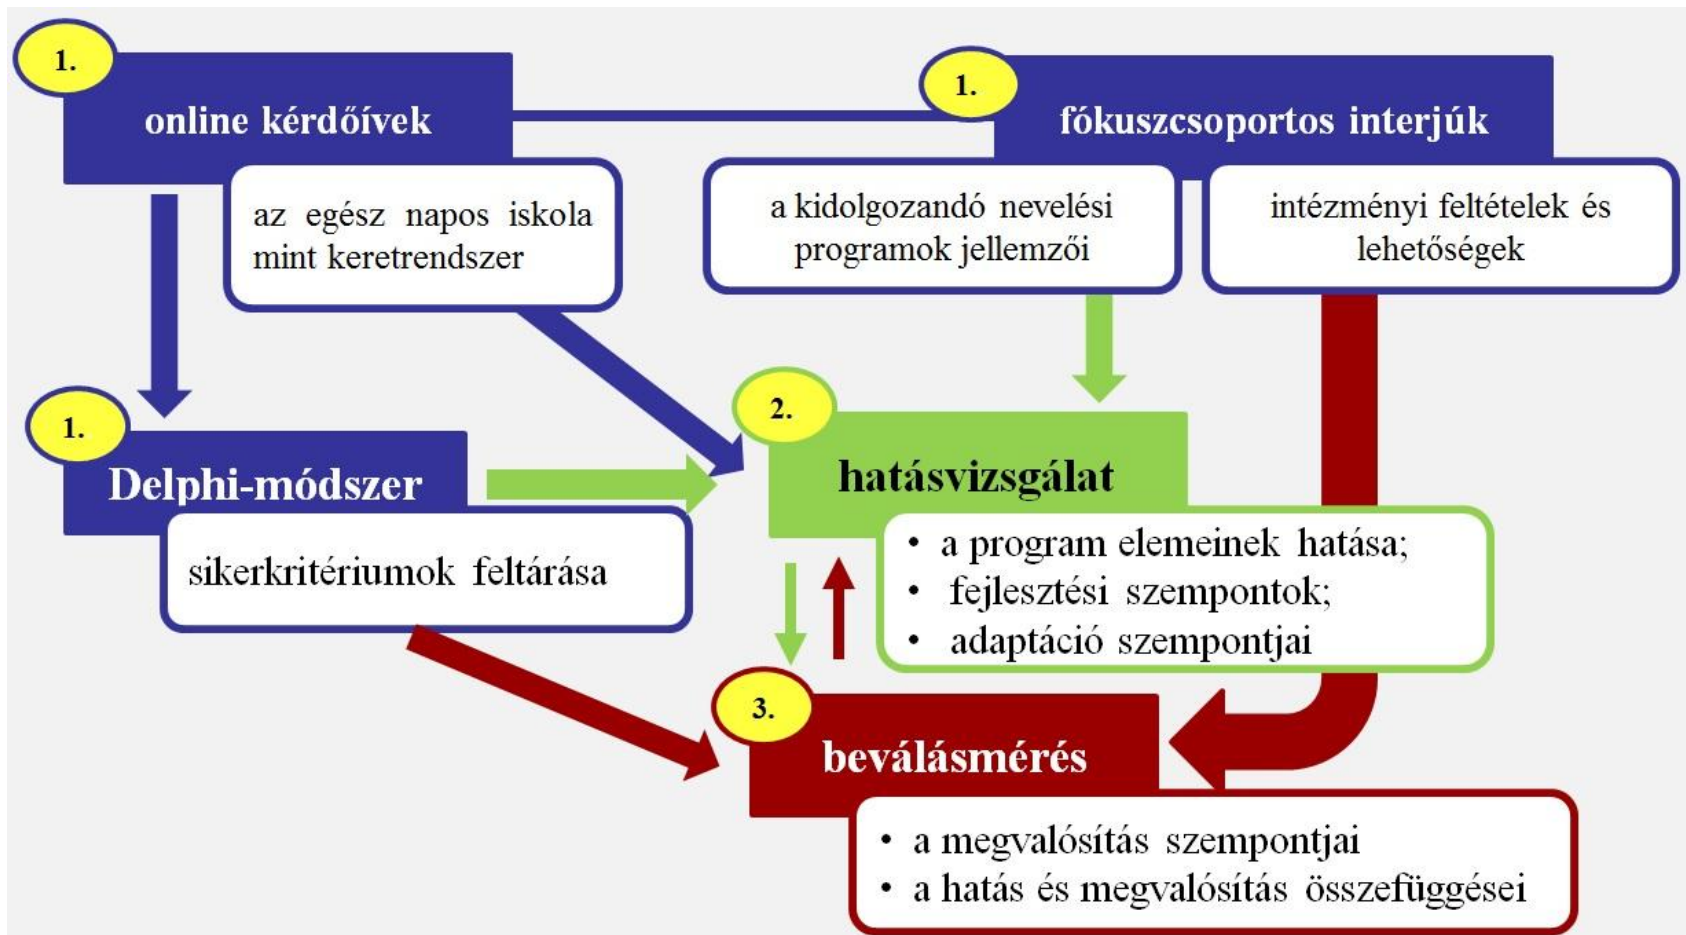 1.
online kérdőívek
az egész napos iskola
mint keretrendszer
1.
fókuszcsoportos interjúk
a kidolgozandó nevelési
programok jellemzői
intézményi feltételek és
lehetőségek
1.
Delphi-módszer
sikerkritériumok feltárása
2.
hatásvizsgálat
• a program elemeinek hatása;
• fejlesztési szempontok;
• adaptáció szempontjai
3.
beválásmérés
• a megvalósítás szempontjai
• a hatás és megvalósítás összefüggései